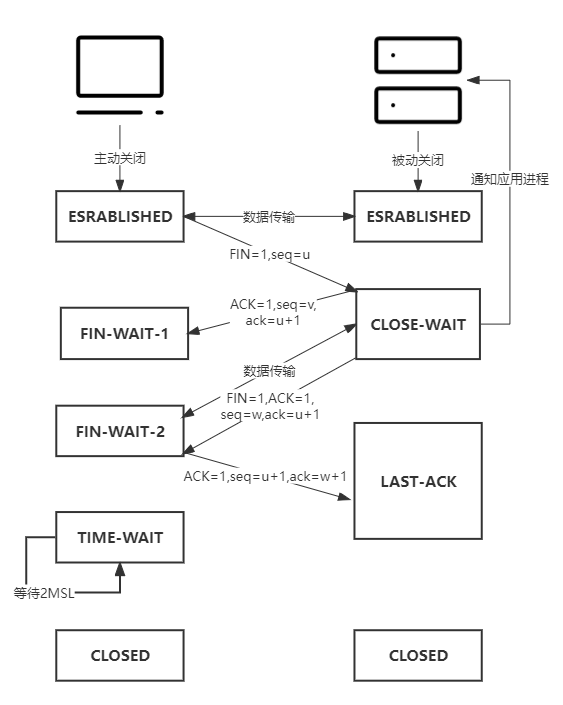 主动关闭
被动关闭
通知应用进程
ESRABLISHED
数据传输
ESRABLISHED
FIN=1,seq=u
ACK=1,seq=v,
ack=u+1
FIN-WAIT-1
CLOSE-WAIT
数据传输
FIN=1,ACK=1,
seq=w,ack=u+1
FIN-WAIT-2
ACK=1,seq=u+1,ack=w+1
LAST-ACK
TIME-WAIT
等待2MSL
CLOSED
CLOSED